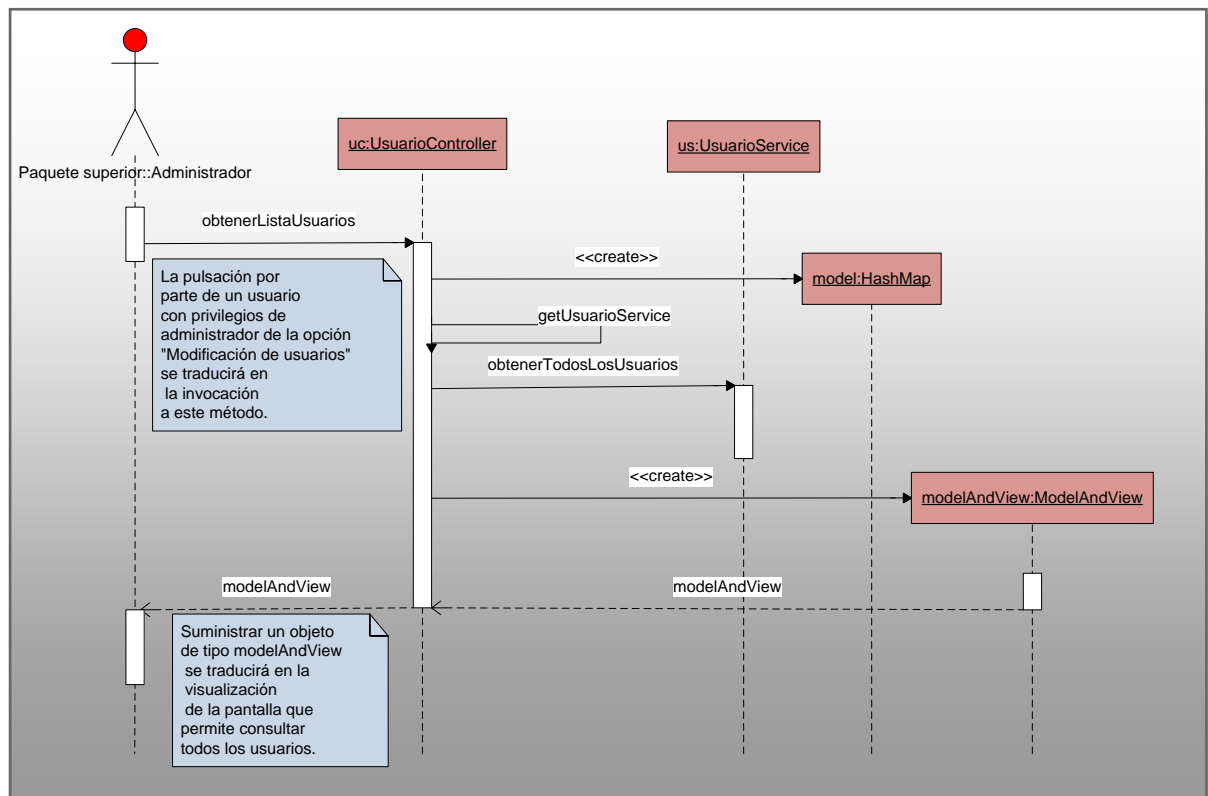 uc:UsuarioController
us:UsuarioService
Paquete superior::Administrador
obtenerListaUsuarios
<<create>>
model:HashMap
La pulsación por
parte de un usuario
con privilegios de
administrador de la opción
"Modificación de usuarios"
se traducirá en
la invocación
a este método.
getUsuarioService
obtenerTodosLosUsuarios
<<create>>
modelAndView:ModelAndView
modelAndView
modelAndView
Suministrar un objeto
de tipo modelAndView
se traducirá en la
visualización
de la pantalla que
permite consultar
todos los usuarios.